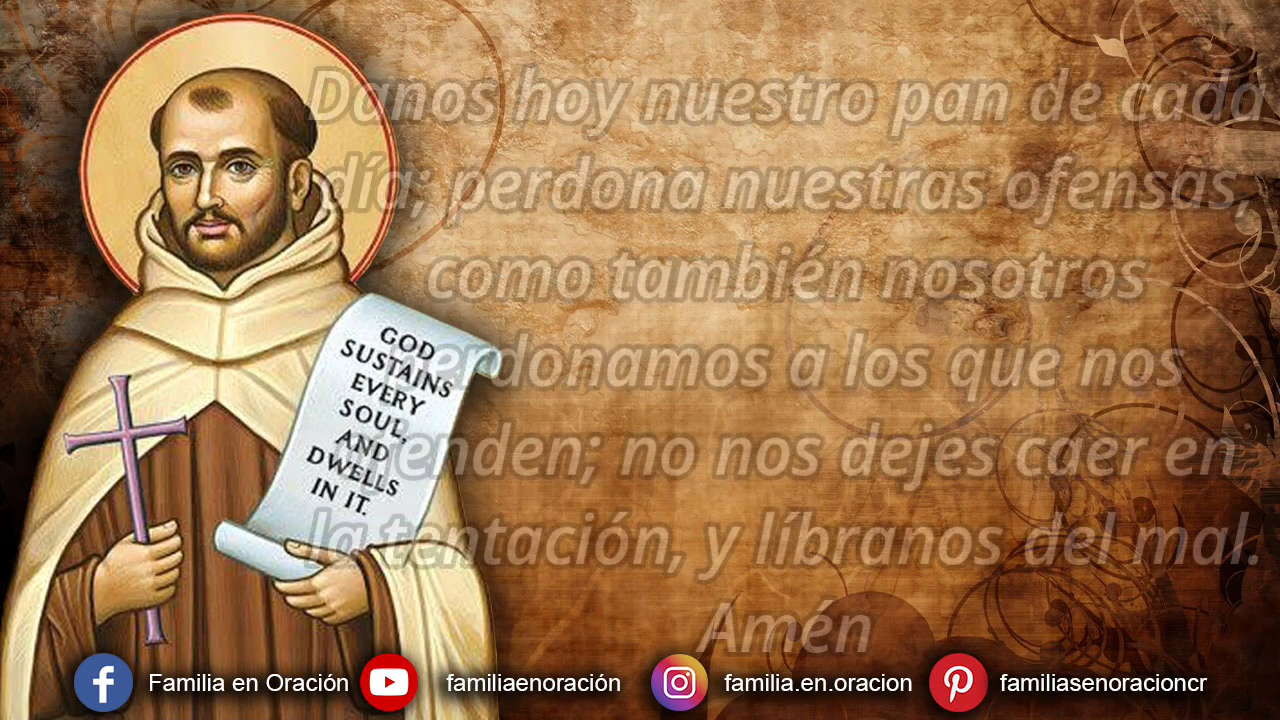 Danos hoy nuestro pan de cada
día; perdona nuestras ofensas,
como también nosotros
perdonamos a los que nos
ofenden; no nos dejes caer en
la tentación, y líbranos del mal.
Amén
GOD
SUSTAINS
EVERY
SOUL,
AND
DWELLS
IN IT.
Familia en Oración
familiaenoración
familia.en.oracion
familiasenoracioncr